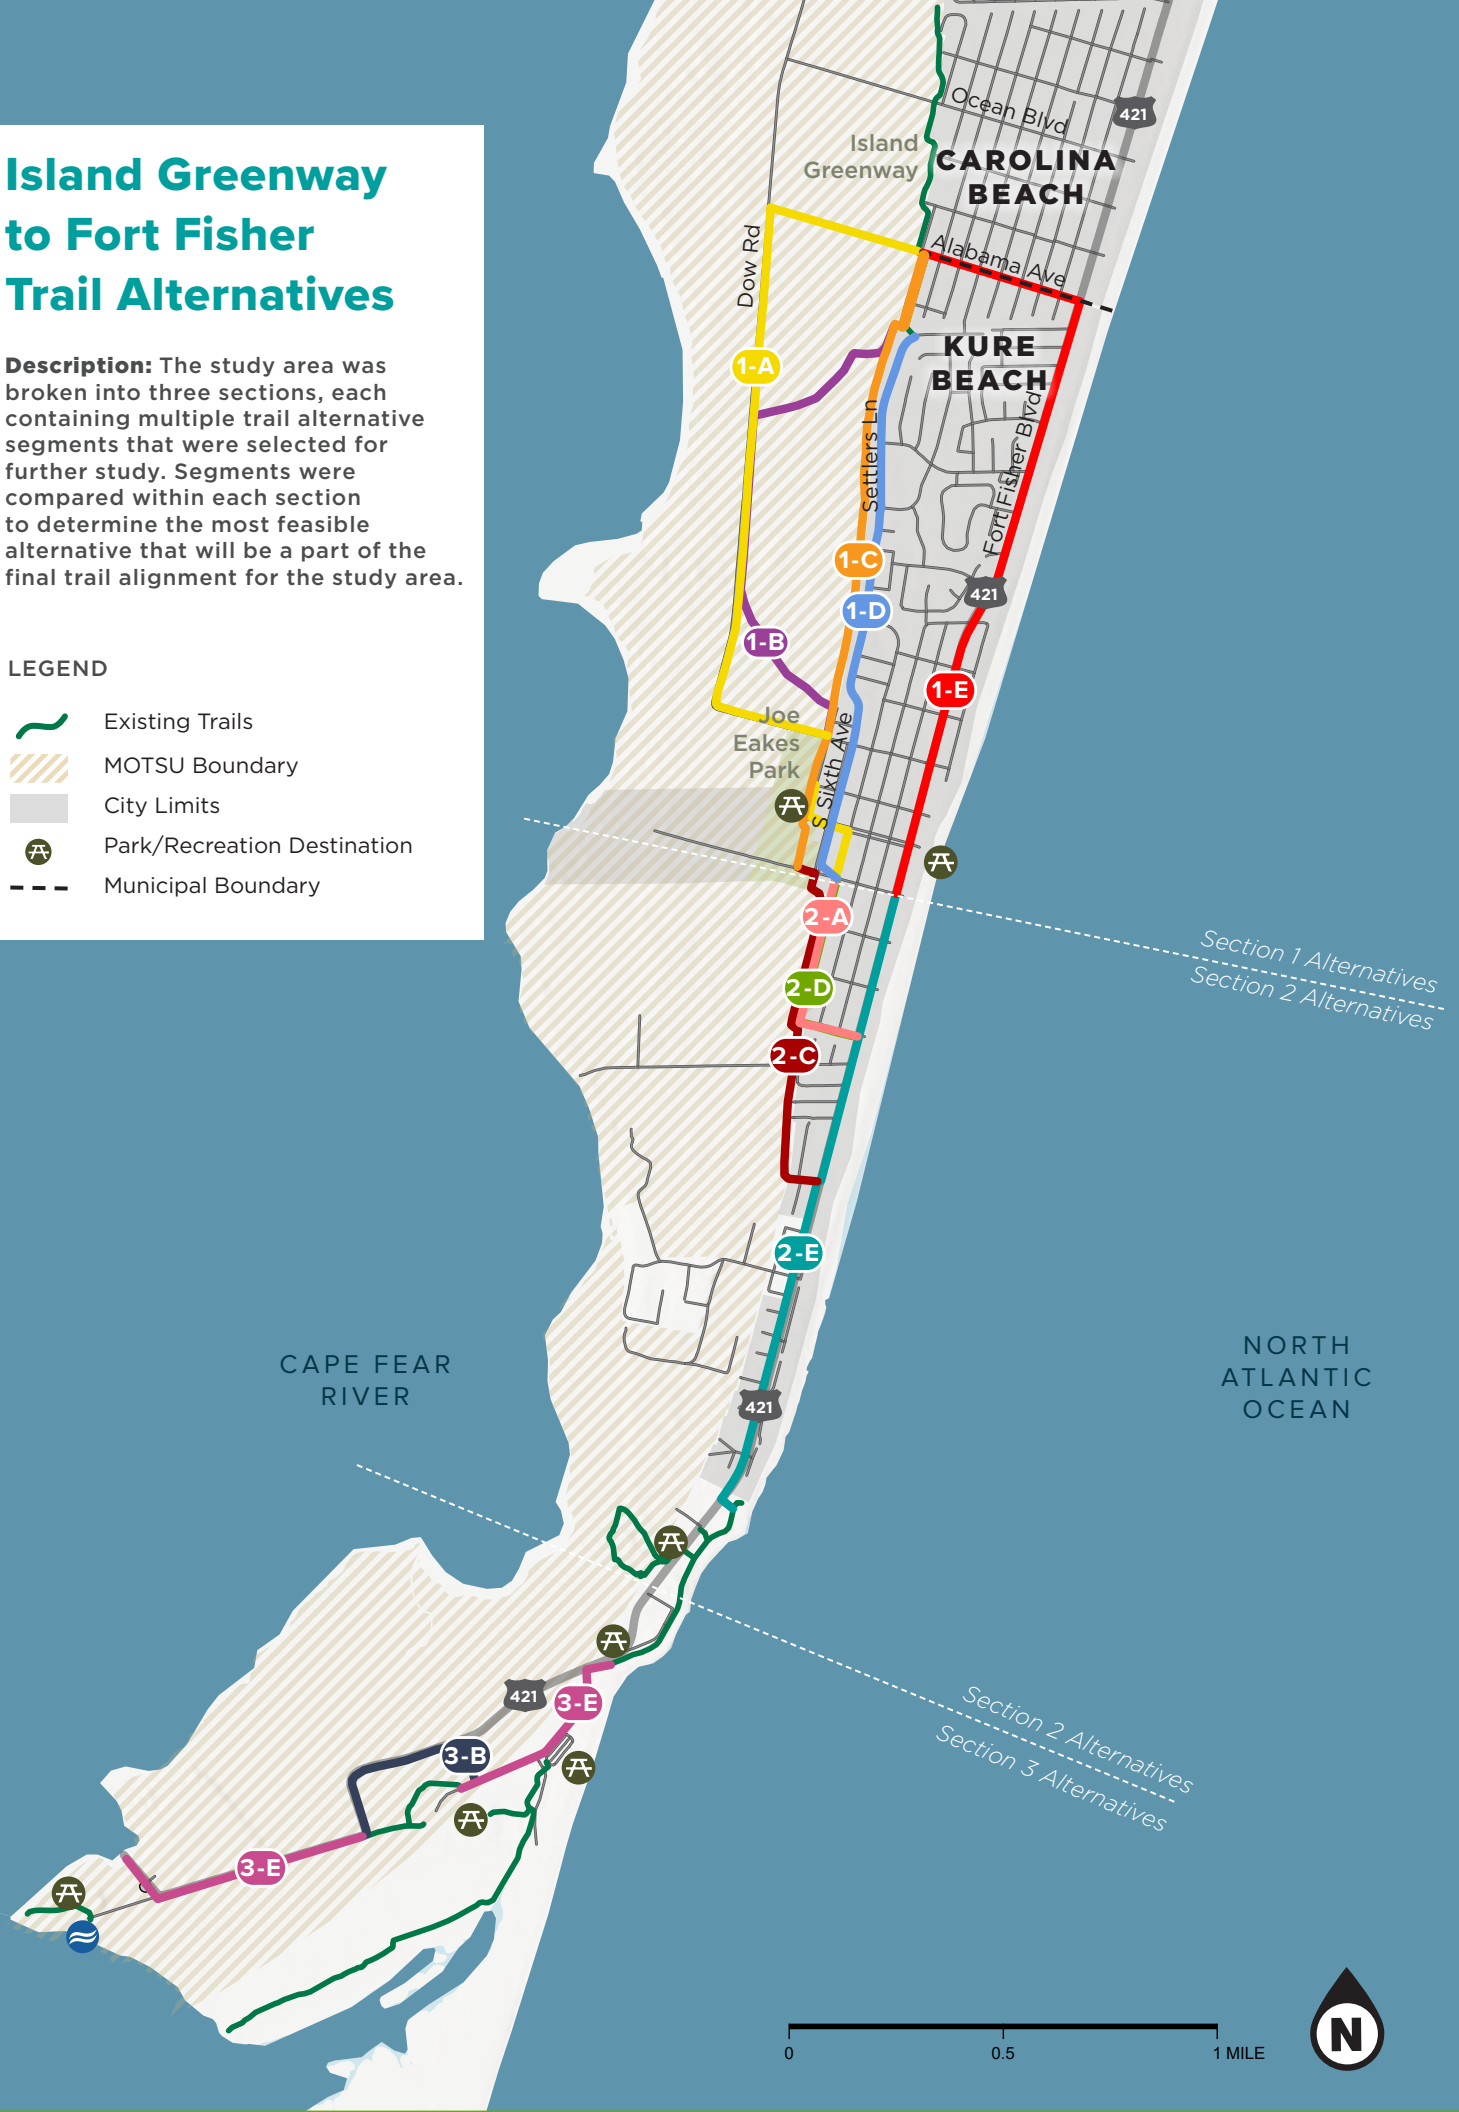 Island Greenway
to Fort Fisher
Trail Alternatives
Description: The study area was
broken into three sections, each
containing multiple trail alternative
segments that were selected for
further study. Segments were
compared within each section
to determine the most feasible
alternative that will be a part of the
final trail alignment for the study area.
LEGEND
Existing Trails
MOTSU Boundary
City Limits
Park/Recreation Destination
Municipal Boundary
Ocean Blvd
421
Island
Greenway
CAROLINA
BEACH
Alabama Ave
Dow Rd
KURE
BEACH
1-A
Settlers Ln
Fort Fisher Blvd
1-C
421
1-D
1-B
1-E
Joe
Eakes
Park
S Sixth Ave
2-A
Section 1 Alternatives
Section 2 Alternatives
2-D
2-C
2-E
CAPE FEAR
RIVER
NORTH
ATLANTIC
OCEAN
421
421
3-E
Section 2 Alternatives
Section 3 Alternatives
3-B
3-E
N
0
0.5
1 MILE